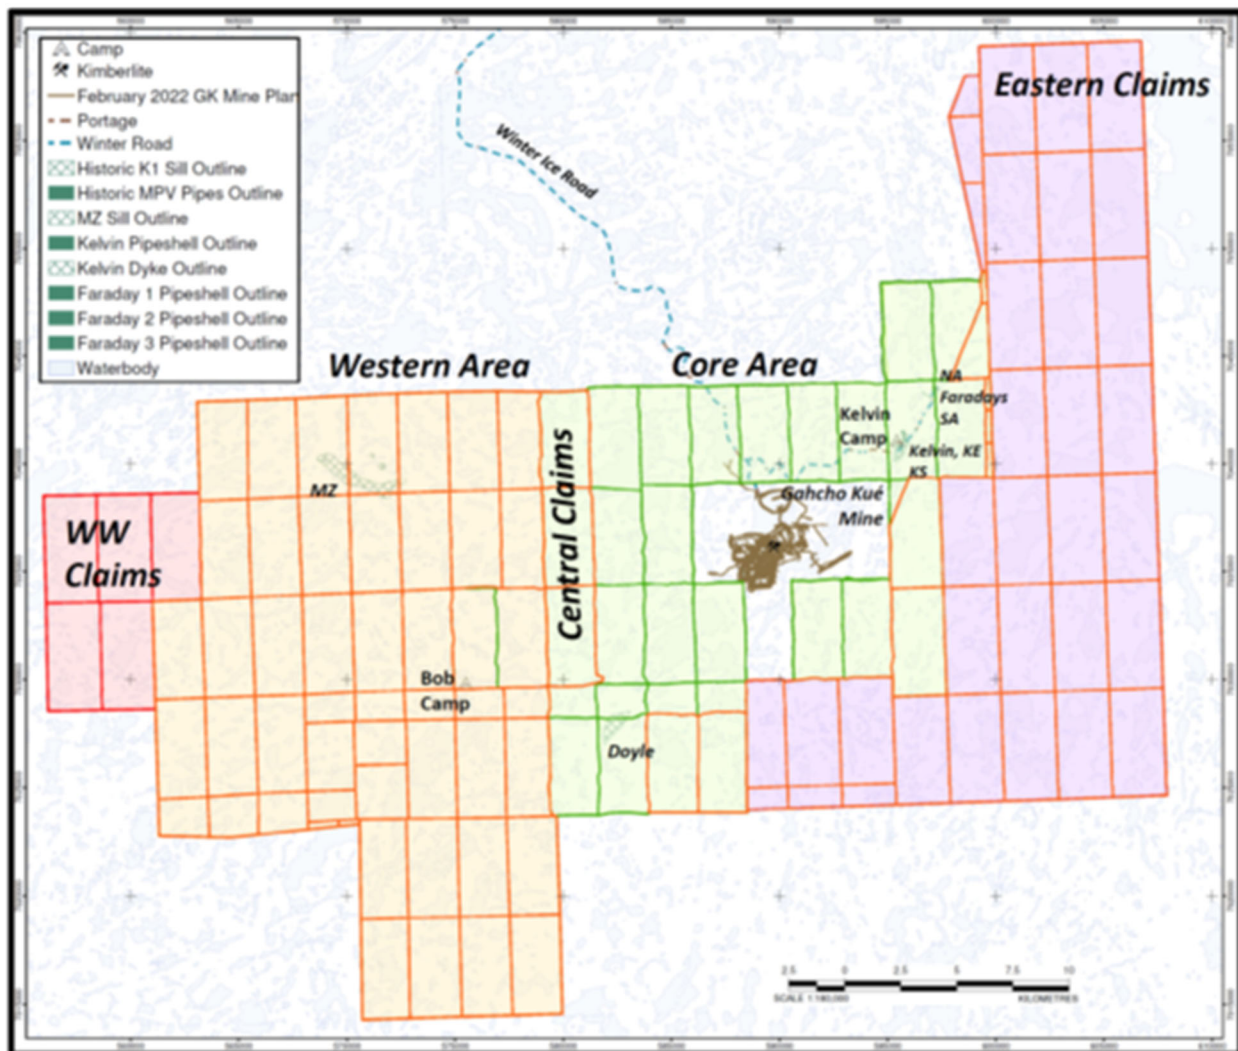 Camp
Kimberlite
February 2022 GK Mine Plan
Portage
Winter Road
Historic K1 Sill Outline
Historic MPV Pipes Outline
MZ Sill Outline
Kelvin Pipeshell Outline
Kelvin Dyke Outline
Faraday 1 Pipeshell Outline
Faraday 2 Pipeshell Outline
Faraday 3 Pipeshell Outline
Waterbody
Eastern Claims
Winter Ice Road
Western Area
Core Area
NA
Faradays
SA
Kelvin
Camp
Kelvin, KE
KS
Central Claims
MZ
Gahcho Kué
Mine
WW
Claims
Bob
Camp
Doyle
2.5 0 2.5 5 7.5 10
SCALE 1:180,000 KILOMETRES